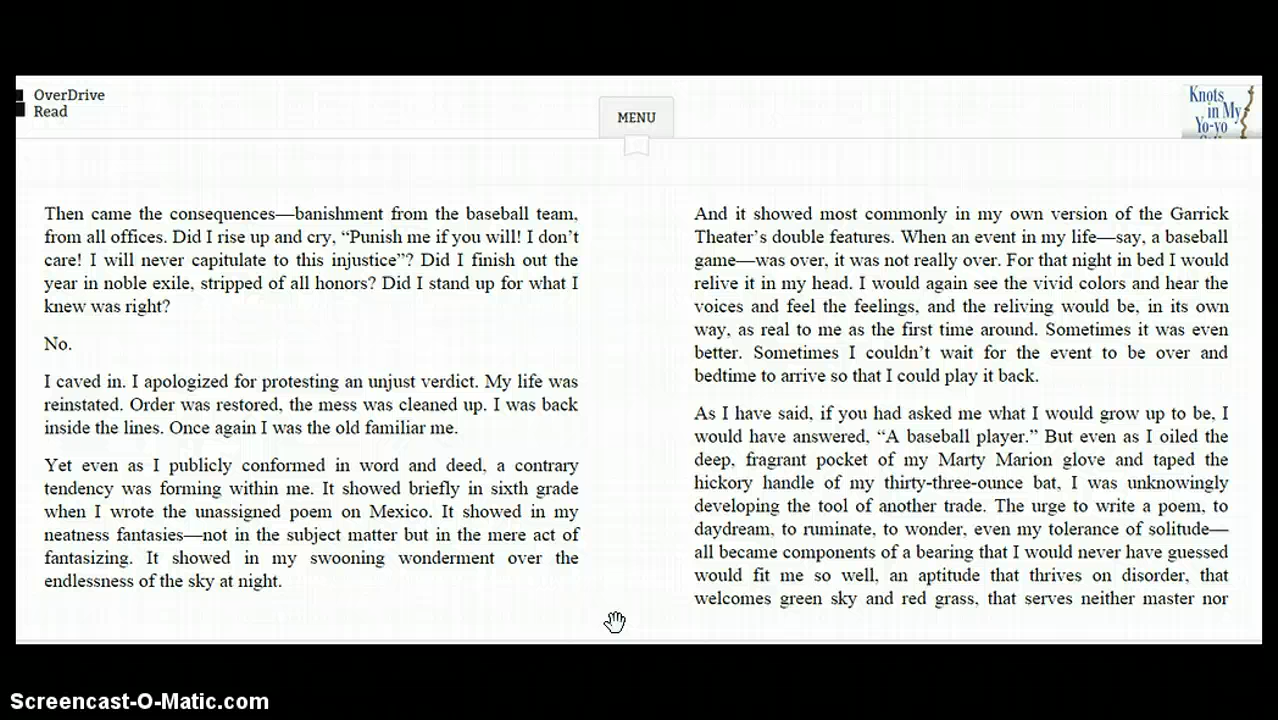 OverDrive
Read
MENU
Knots
in My
Yo-yo
Then came the consequences—banishment from the baseball team,
from all offices. Did I rise up and cry, “Punish me if you will! I don’t
care! I will never capitulate to this injustice”? Did I finish out the
year in noble exile, stripped of all honors? Did I stand up for what I
knew was right?
No.
I caved in. I apologized for protesting an unjust verdict. My life was
reinstated. Order was restored, the mess was cleaned up. I was back
inside the lines. Once again I was the old familiar me.
Yet even as I publicly conformed in word and deed, a contrary
tendency was forming within me. It showed briefly in sixth grade
when I wrote the unassigned poem on Mexico. It showed in my
neatness fantasies—not in the subject matter but in the mere act of
fantasizing. It showed in my swooning wonderment over the
endlessness of the sky at night.
And it showed most commonly in my own version of the Garrick
Theater’s double features. When an event in my life—say, a baseball
game—was over, it was not really over. For that night in bed I would
relive it in my head. I would again see the vivid colors and hear the
voices and feel the feelings, and the reliving would be, in its own
way, as real to me as the first time around. Sometimes it was even
better. Sometimes I couldn’t wait for the event to be over and
bedtime to arrive so that I could play it back.
As I have said, if you had asked me what I would grow up to be, I
would have answered, “A baseball player.” But even as I oiled the
deep, fragrant pocket of my Marty Marion glove and taped the
hickory handle of my thirty-three-ounce bat, I was unknowingly
developing the tool of another trade. The urge to write a poem, to
daydream, to ruminate, to wonder, even my tolerance of solitude—
all became components of a bearing that I would never have guessed
would fit me so well, an aptitude that thrives on disorder, that
welcomes green sky and red grass, that serves neither master nor
Screencast-O-Matic.com